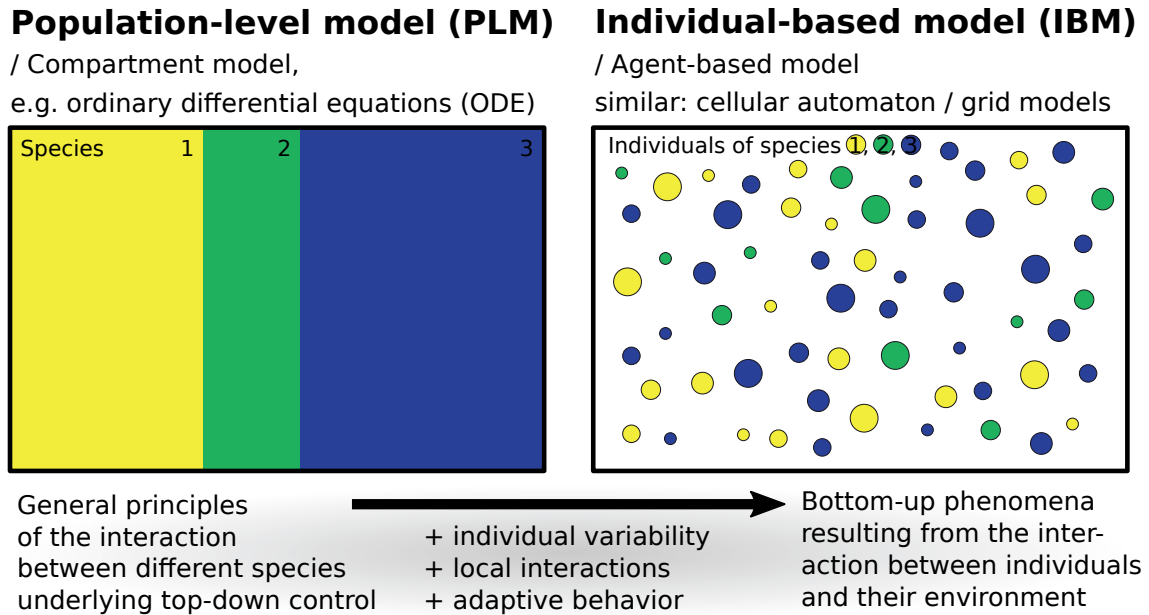 Population-level model (PLM)
/ Compartment model,
e.g. ordinary differential equations (ODE)
Species 1 2 3
General principles
of the interaction
between different species
underlying top-down control
+ individual variability
+ local interactions
+ adaptive behavior
Individual-based model (IBM)
/ Agent-based model
similar: cellular automaton / grid models
Individuals of species 1, 2, 3
Bottom-up phenomena
resulting from the inter-
action between individuals
and their environment